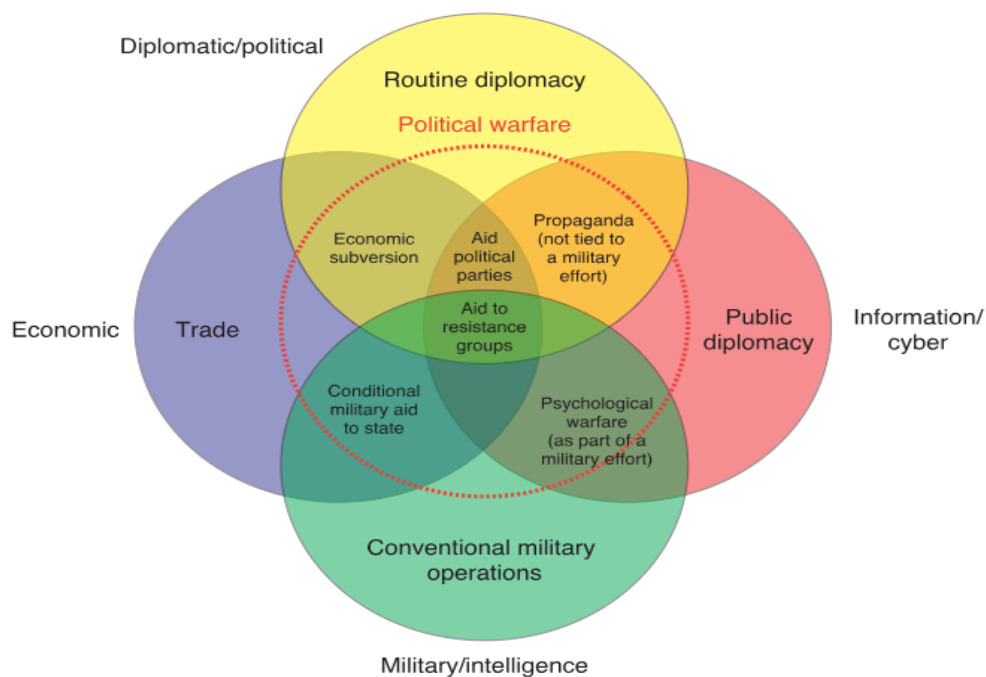 Diplomatic/political
Routine diplomacy
Political warfare
Economic
subversion
Aid
political
parties
Propaganda
(not tied to
a military
effort)
Economic
Trade
Aid to
resistance
groups
Public
diplomacy
Information/
cyber
Conditional
military aid
to state
Psychological
warfare
(as part of a
military effort)
Conventional military
operations
Military/intelligence